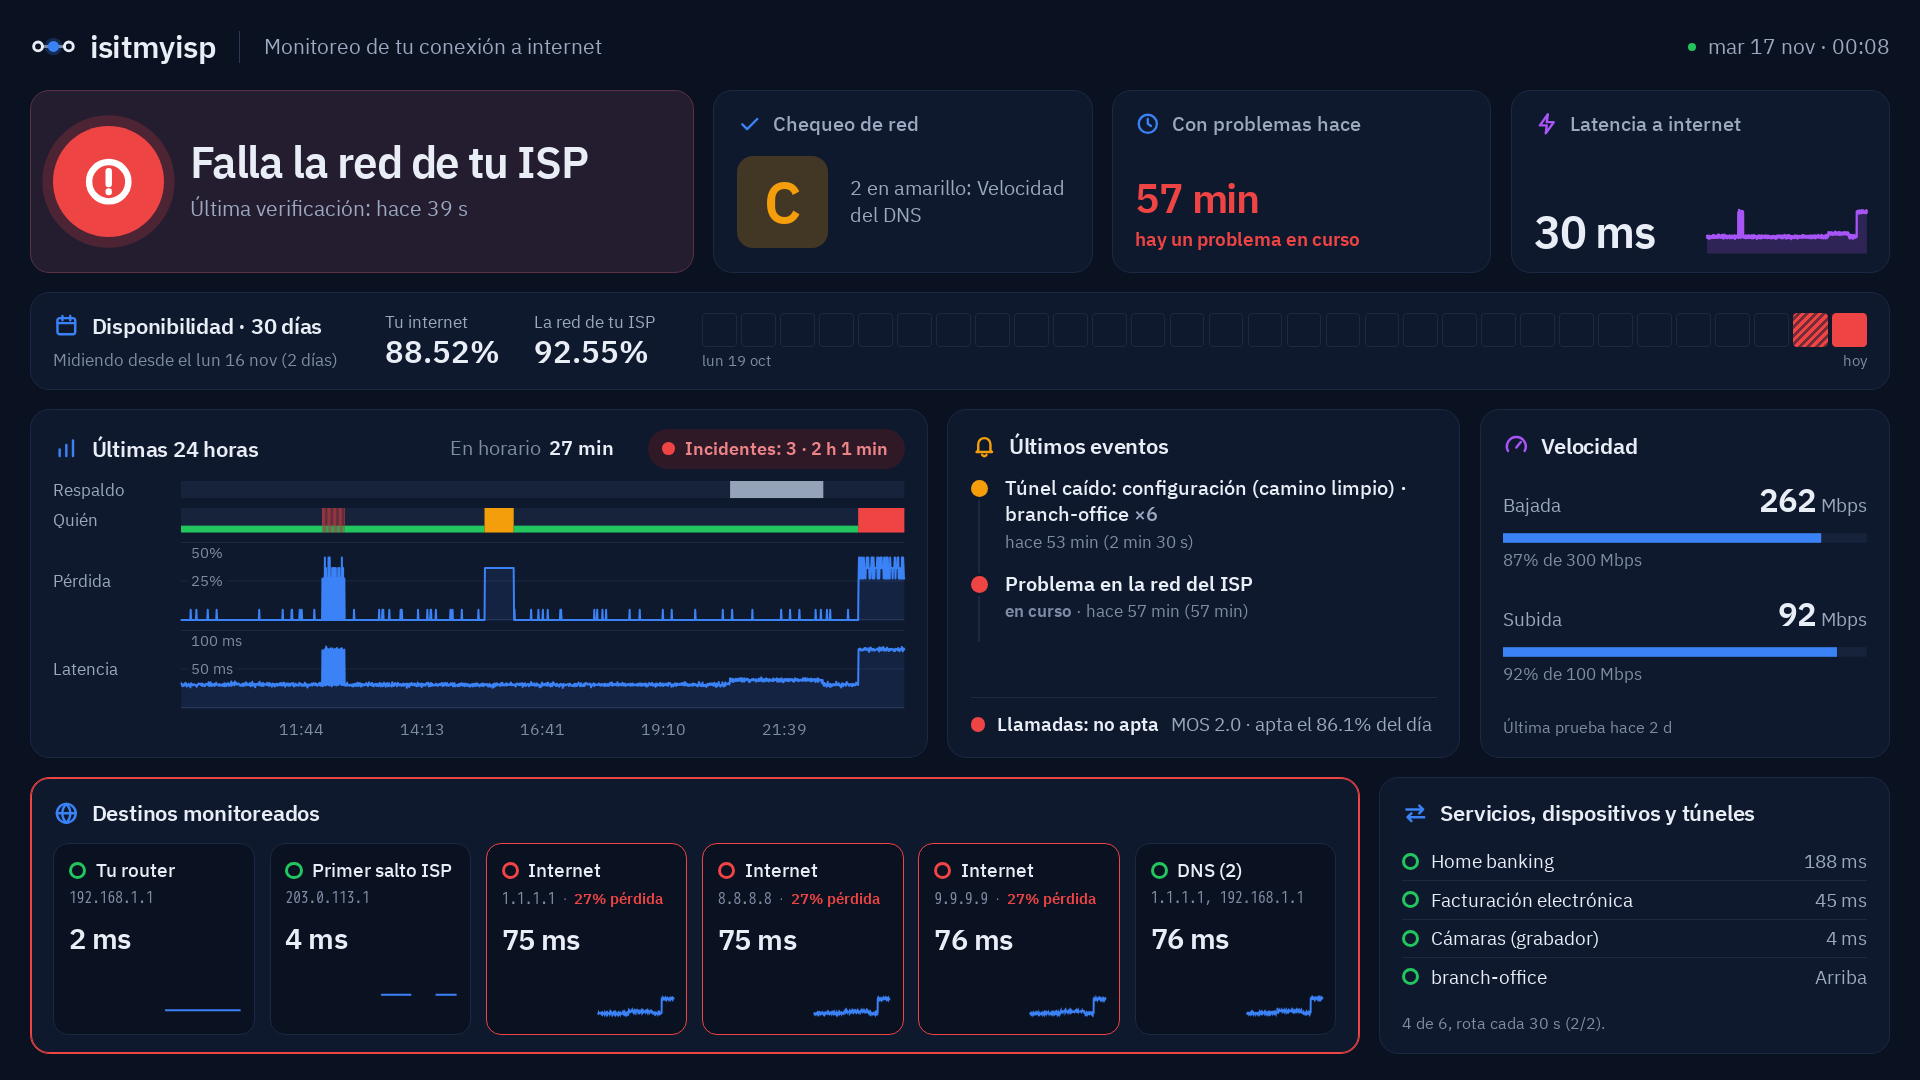 isitmyisp
Monitoreo de tu conexión a internet
mar 17 nov · 00:08
Falla la red de tu ISP
Última verificación: hace 39 s
Chequeo de red
C
2 en amarillo: Velocidad
del DNS
Con problemas hace
57 min
hay un problema en curso
Latencia a internet
30 ms
Disponibilidad · 30 días
Midiendo desde el lun 16 nov (2 días)
Tu internet
88.52%
La red de tu ISP
92.55%
lun 19 oct
hoy
Últimas 24 horas
En horario 27 min
Incidentes: 3 · 2 h 1 min
Respaldo
Quién
Pérdida
50%
25%
Latencia
100 ms
50 ms
11:44
14:13
16:41
19:10
21:39
Últimos eventos
Túnel caído: configuración (camino limpio) ·
branch-office ×6
hace 53 min (2 min 30 s)
Problema en la red del ISP
en curso · hace 57 min (57 min)
Llamadas: no apta MOS 2.0 · apta el 86.1% del día
Velocidad
Bajada
262 Mbps
87% de 300 Mbps
Subida
92 Mbps
92% de 100 Mbps
Última prueba hace 2 d
Destinos monitoreados
Tu router
192.168.1.1
2 ms
Primer salto ISP
203.0.113.1
4 ms
Internet
1.1.1.1 · 27% pérdida
75 ms
Internet
8.8.8.8 · 27% pérdida
75 ms
Internet
9.9.9.9 · 27% pérdida
76 ms
DNS (2)
1.1.1.1, 192.168.1.1
76 ms
Servicios, dispositivos y túneles
Home banking 188 ms
Facturación electrónica 45 ms
Cámaras (grabador) 4 ms
branch-office Arriba
4 de 6, rota cada 30 s (2/2).